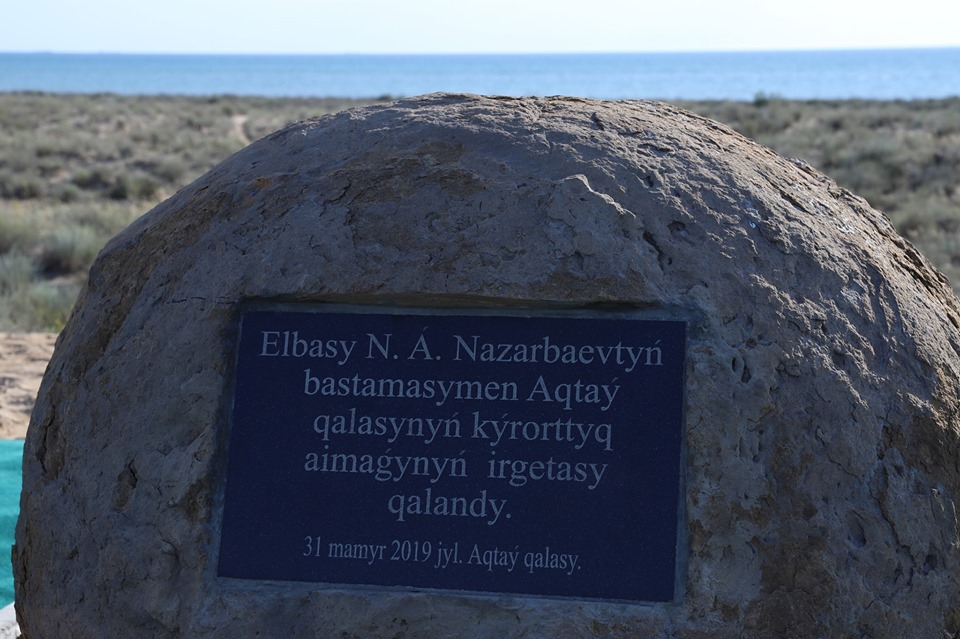 Elbasy N. Á. Nazarbaevtyń
bastamasymen Aqtaý
qalasynyń kýrorttyq
aimaǵynyń irgetasy
qalandy.
31 mamyr 2019 jyl. Aqtaý qalasy.